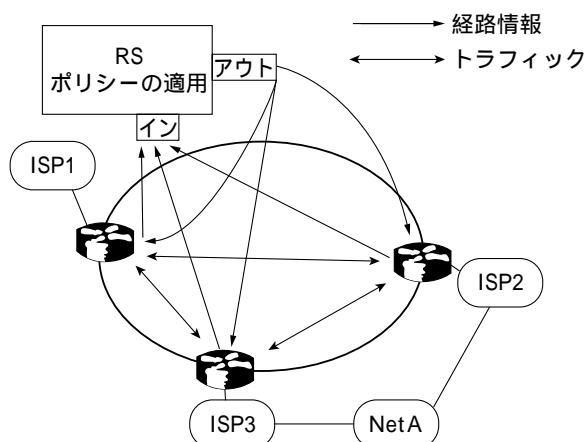 RS
ポリシーの適用
アウト
イン
経路情報
トラフィック
ISP1
ISP2
ISP3
NetA